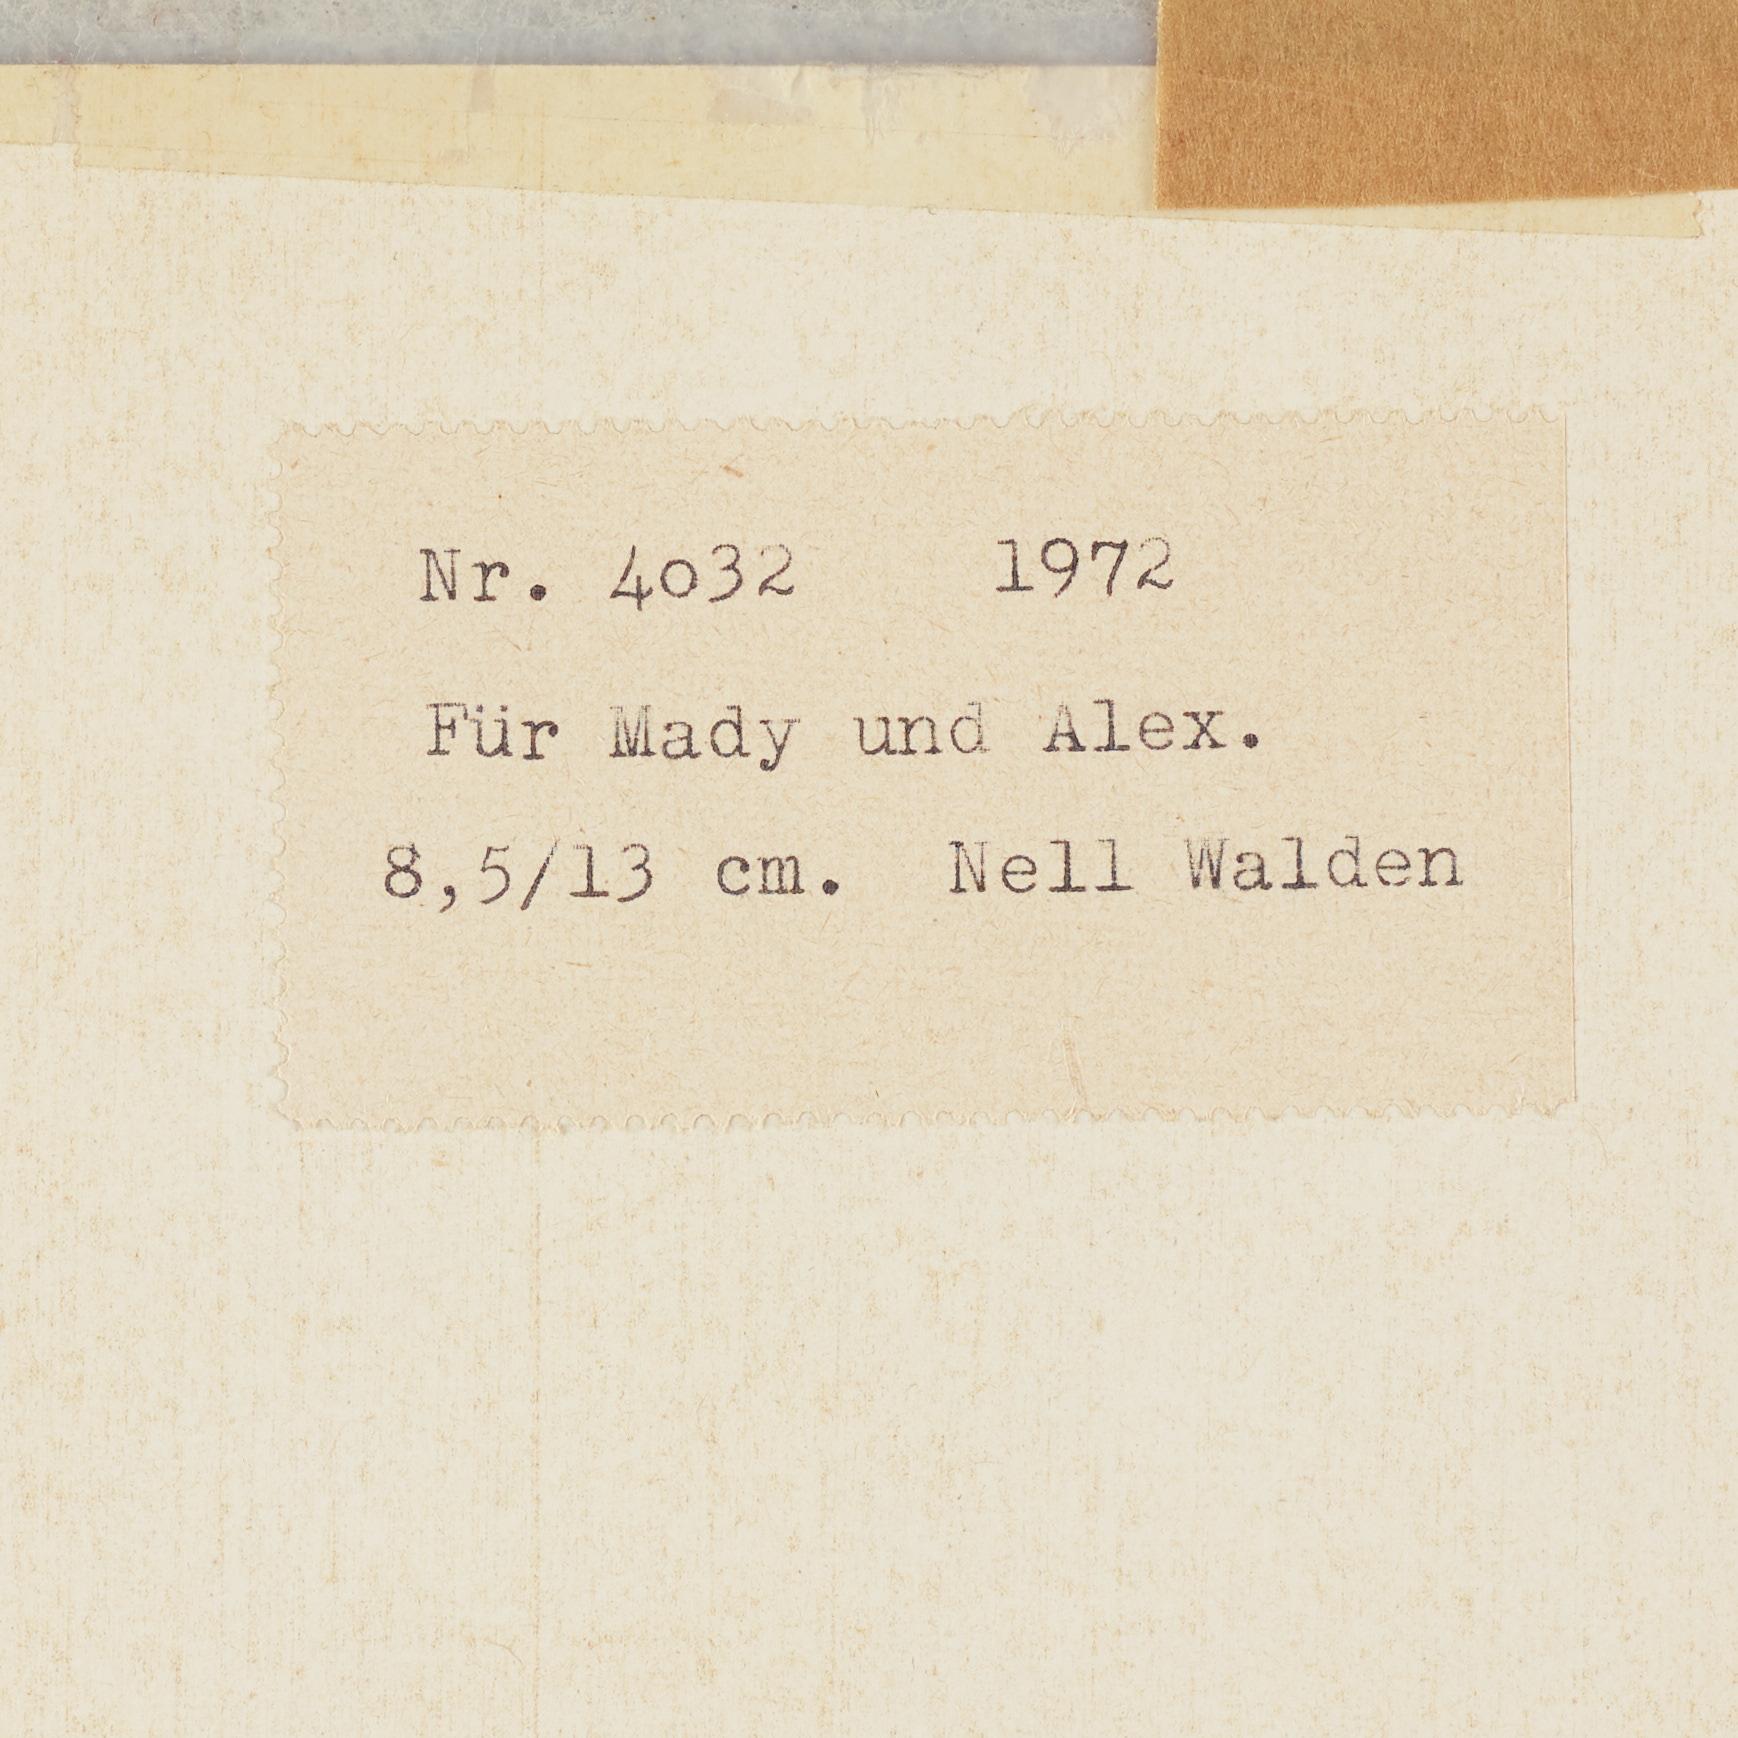 Nr. 4032 1972
Für Mady und Alex.
8,5/13 cm. Nell Walden